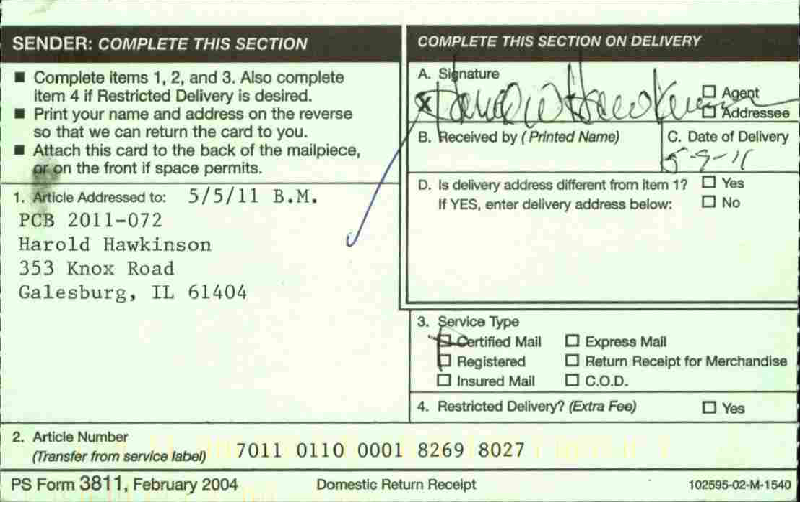 SENDER: COMPLETE THIS SECTION
■ Complete items 1, 2, and 3. Also complete
item 4 if Restricted Delivery is desired.
■ Print your name and address on the reverse
so that we can return the card to you.
■ Attach this card to the back of the mailpiece,
or on the front if space permits.
1. Article Addressed to: 5/5/11 B.M.
PCB 2011-072
Harold Hawkinson
353 Knox Road
Galesburg, IL 61404
2. Article Number
(Transfer from service label) 7011 0110 0001 8269 8027
COMPLETE THIS SECTION ON DELIVERY
A. Signature
X Harold W Hawkinson
☐ Agent
☐ Addressee
B. Received by (Printed Name)
C. Date of Delivery
5-9-11
D. Is delivery address different from item 1? ☐ Yes
If YES, enter delivery address below: ☐ No
3. Service Type
☐ Certified Mail ☐ Express Mail
☐ Registered ☐ Return Receipt for Merchandise
☐ Insured Mail ☐ C.O.D.
4. Restricted Delivery? (Extra Fee) ☐ Yes
PS Form 3811, February 2004 Domestic Return Receipt 102595-02-M-1540